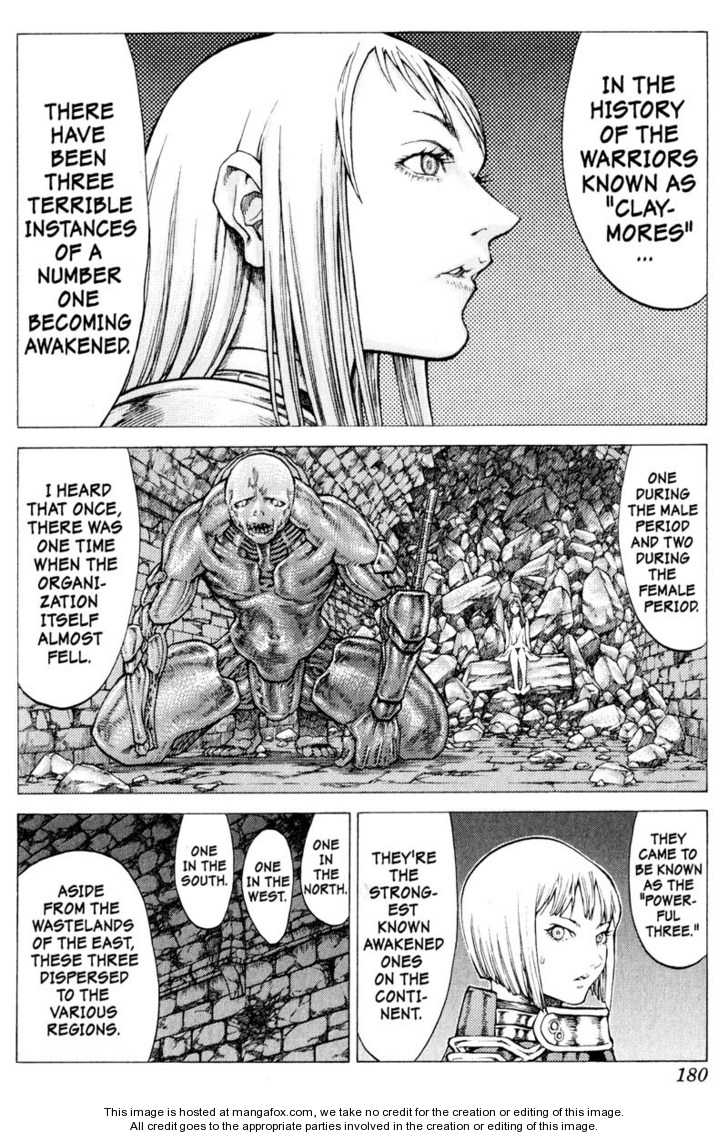 IN THE
HISTORY
OF THE
WARRIORS
KNOWN AS
"CLAY-
MORES"
...
THERE
HAVE
BEEN
THREE
TERRIBLE
INSTANCES
OF A
NUMBER
ONE
BECOMING
AWAKENED.
ONE
DURING
THE MALE
PERIOD
AND TWO
DURING
THE
FEMALE
PERIOD.
I HEARD
THAT ONCE,
THERE WAS
ONE TIME
WHEN THE
ORGANI-
ZATION
ITSELF
ALMOST
FELL.
THEY
CAME TO
BE KNOWN
AS THE
"POWER-
FUL
THREE."
THEY'RE
THE
STRONG-
EST
KNOWN
AWAKENED
ONES
ON THE
CONTI-
NENT.
ONE
IN
THE
NORTH.
ONE
IN THE
WEST.
ONE
IN THE
SOUTH.
ASIDE
FROM THE
WASTELANDS
OF THE EAST,
THESE THREE
DISPERSED
TO THE
VARIOUS
REGIONS.
180
This image is hosted at mangafox.com, we take no credit for the creation or editing of this image.
All credit goes to the appropriate parties involved in the creation or editing of this image.